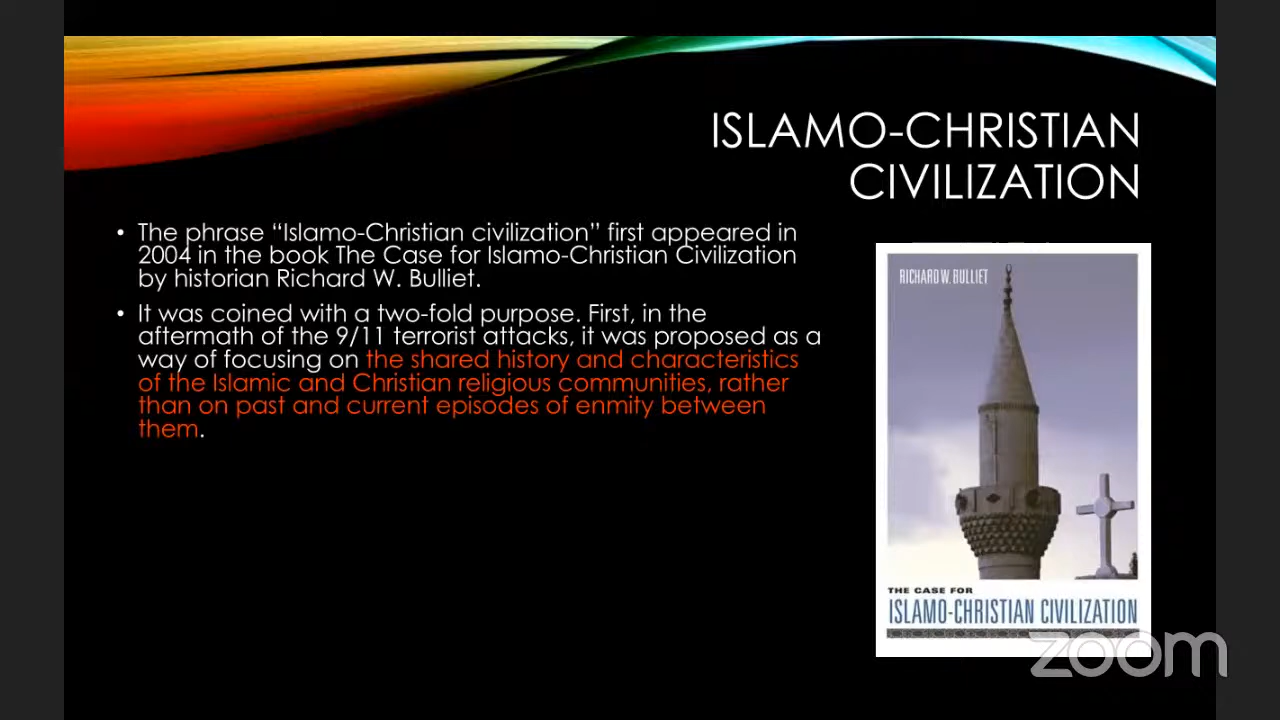 ISLAMO-CHRISTIAN
CIVILIZATION
• The phrase “Islamo-Christian civilization” first appeared in
2004 in the book The Case for Islamo-Christian Civilization
by historian Richard W. Bulliet.
• It was coined with a two-fold purpose. First, in the
aftermath of the 9/11 terrorist attacks, it was proposed as a
way of focusing on the shared history and characteristics
of the Islamic and Christian religious communities, rather
than on past and current episodes of enmity between
them.
RICHARD W. BULLIET
THE CASE FOR
ISLAMO-CHRISTIAN CIVILIZATION
zoom